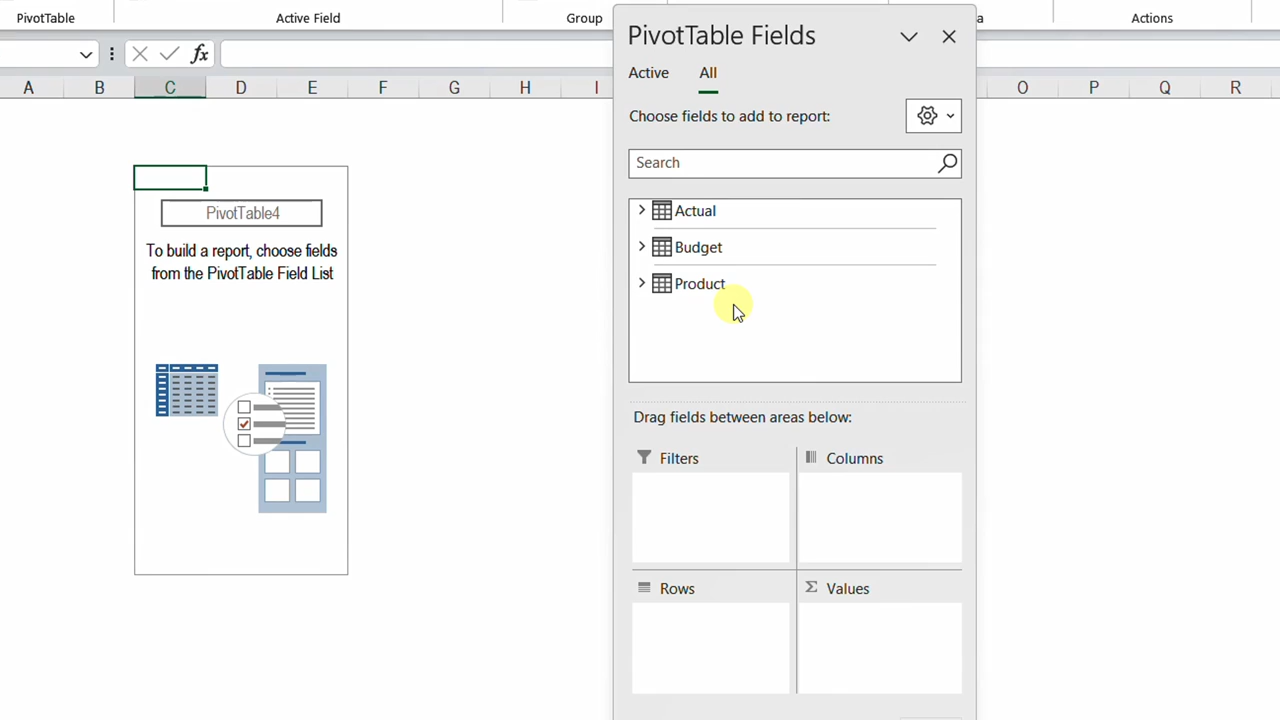 PivotTable
Active Field
Group
a
Actions
fx
A B C D E F G H I O P Q R
PivotTable Fields
Active All
Choose fields to add to report:
Search
Actual
Budget
Product
PivotTable4
To build a report, choose fields
from the PivotTable Field List
Drag fields between areas below:
Filters
Columns
Rows
Σ Values